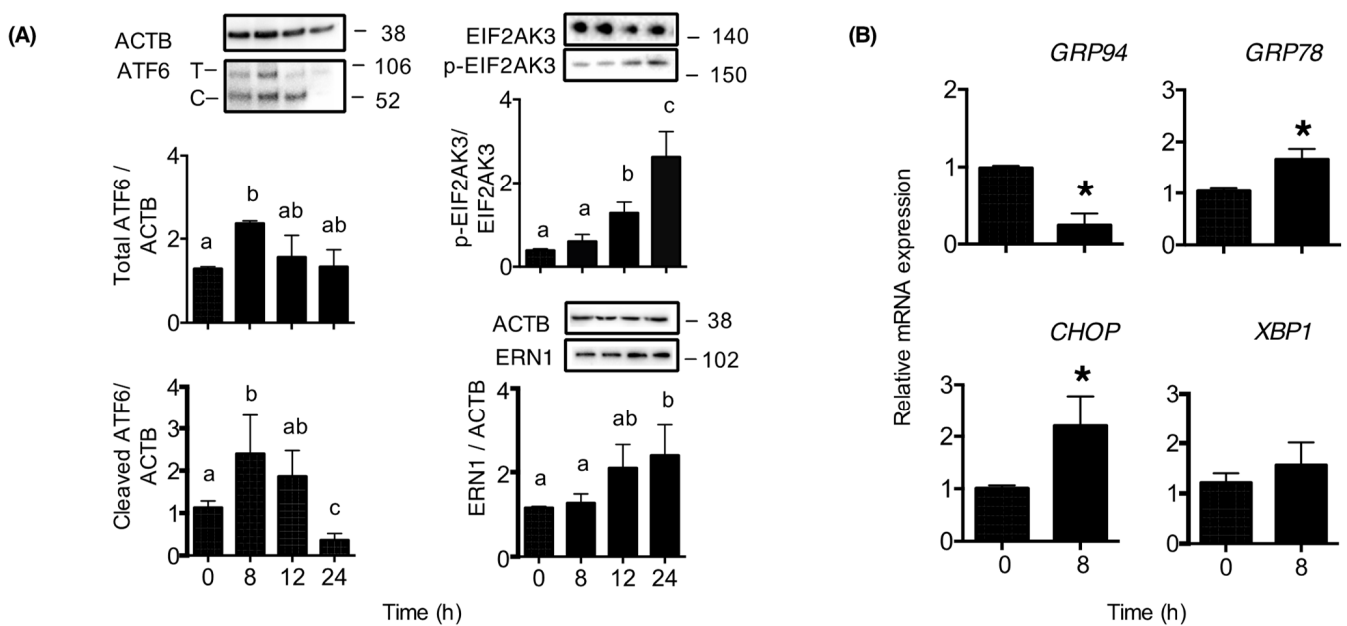 (A)
ACTB
– 38
ATF6
T–
– 106
C–
– 52
Total ATF6 /
ACTB
4
2
0
a
b
ab
ab
Cleaved ATF6/
ACTB
4
3
2
1
0
a
b
ab
c
0 8 12 24
EIF2AK3
– 140
p-EIF2AK3
– 150
p-EIF2AK3/
EIF2AK3
4
2
0
a
a
b
c
ACTB
– 38
ERN1
– 102
ERN1 / ACTB
4
2
0
a
a
ab
b
0 8 12 24
Time (h)
(B)
Relative mRNA expression
GRP94
2
1
0
*
GRP78
3
2
1
0
*
CHOP
3
2
1
0
*
0 8
XBP1
3
2
1
0
0 8
Time (h)